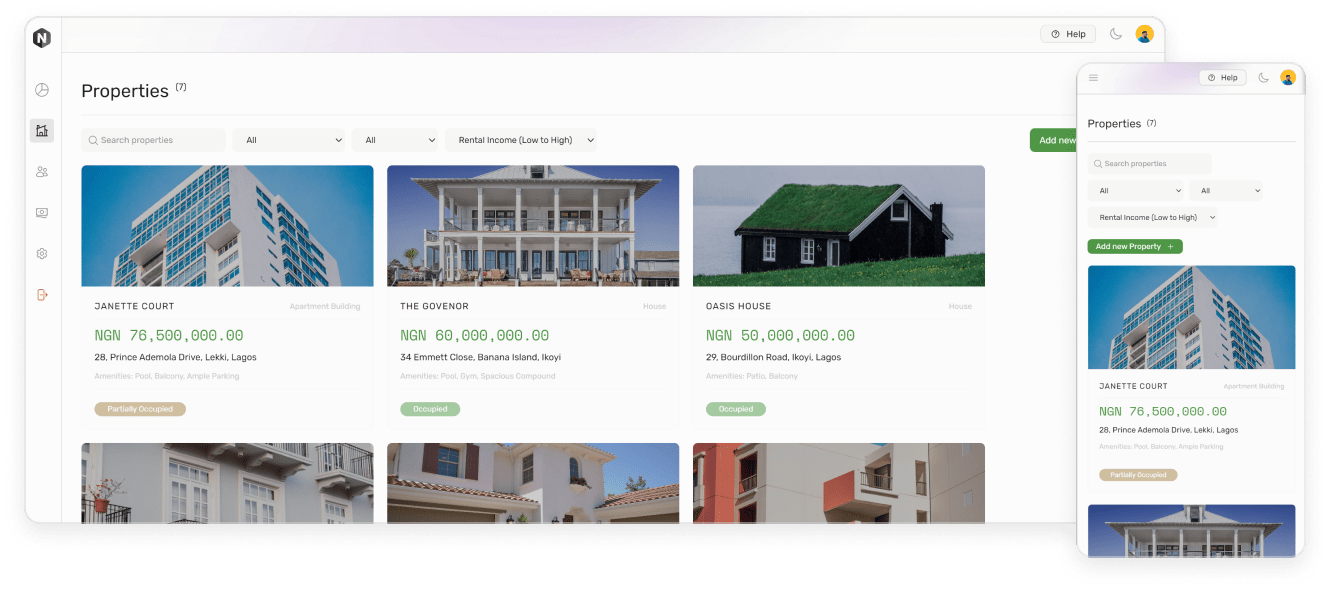 N
Help
Properties (7)
Search properties
All
All
Rental Income (Low to High)
Add new
JANETTE COURT
Apartment Building
NGN 76,500,000.00
28, Prince Ademola Drive, Lekki, Lagos
Amenities: Pool, Balcony, Ample Parking
Partially Occupied
THE GOVENOR
House
NGN 60,000,000.00
34 Emmett Close, Banana Island, Ikoyi
Amenities: Pool, Gym, Spacious Compound
Occupied
OASIS HOUSE
House
NGN 50,000,000.00
29, Bourdillon Road, Ikoyi, Lagos
Amenities: Patio, Balcony
Occupied
Help
Properties (7)
Search properties
All
All
Rental Income (Low to High)
Add new Property +
JANETTE COURT
Apartment Building
NGN 76,500,000.00
28, Prince Ademola Drive, Lekki, Lagos
Amenities: Pool, Balcony, Ample Parking
Partially Occupied